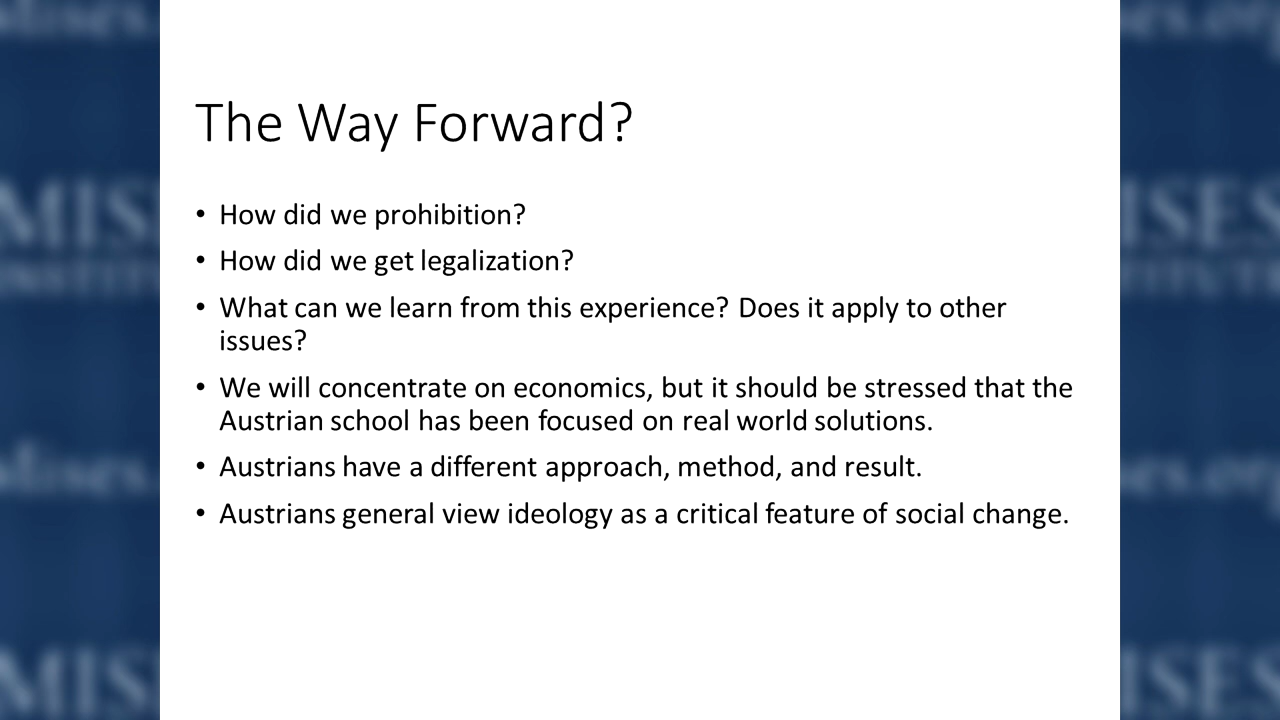 The Way Forward?
• How did we prohibition?
• How did we get legalization?
• What can we learn from this experience? Does it apply to other
issues?
• We will concentrate on economics, but it should be stressed that the
Austrian school has been focused on real world solutions.
• Austrians have a different approach, method, and result.
• Austrians general view ideology as a critical feature of social change.